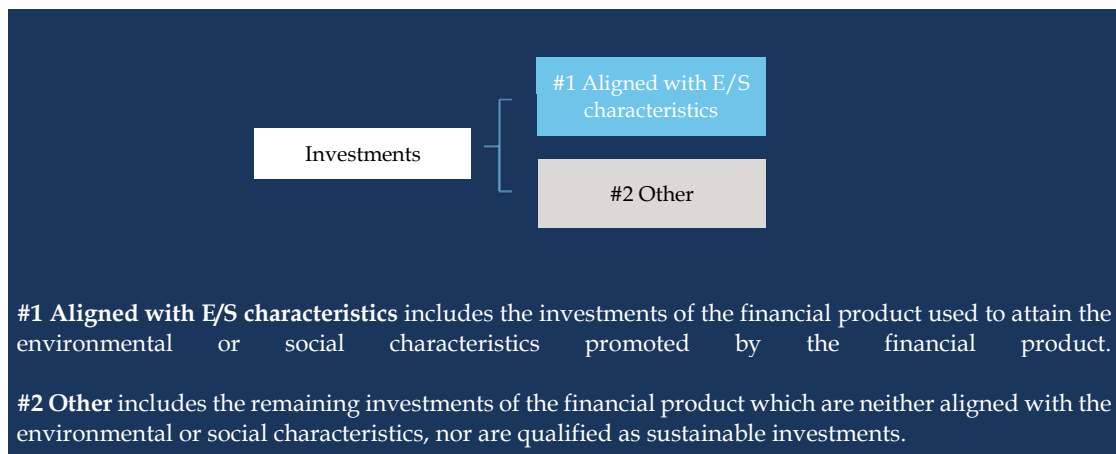 #1 Aligned with E/S
characteristics
Investments
#2 Other
#1 Aligned with E/S characteristics includes the investments of the financial product used to attain the
environmental or social characteristics promoted by the financial product.
#2 Other includes the remaining investments of the financial product which are neither aligned with the
environmental or social characteristics, nor are qualified as sustainable investments.